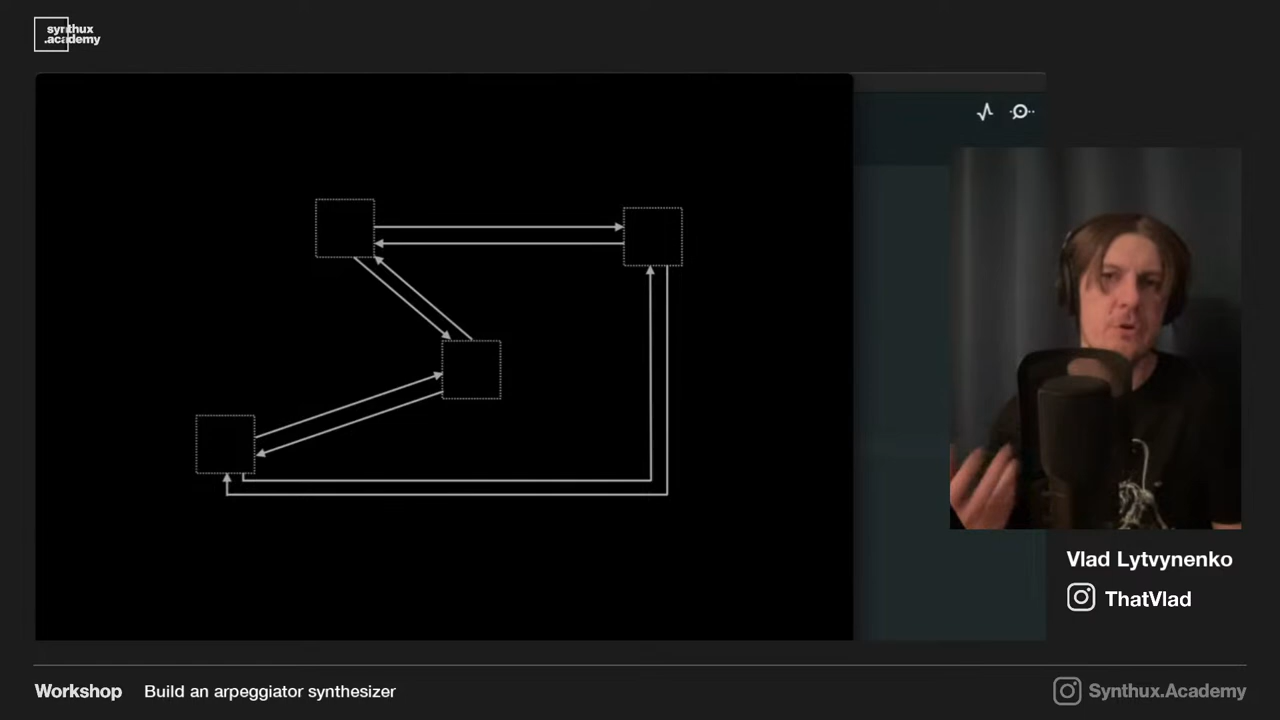 synthux
.academy
Vlad Lytvynenko
ThatVlad
Workshop Build an arpeggiator synthesizer
Synthux.Academy